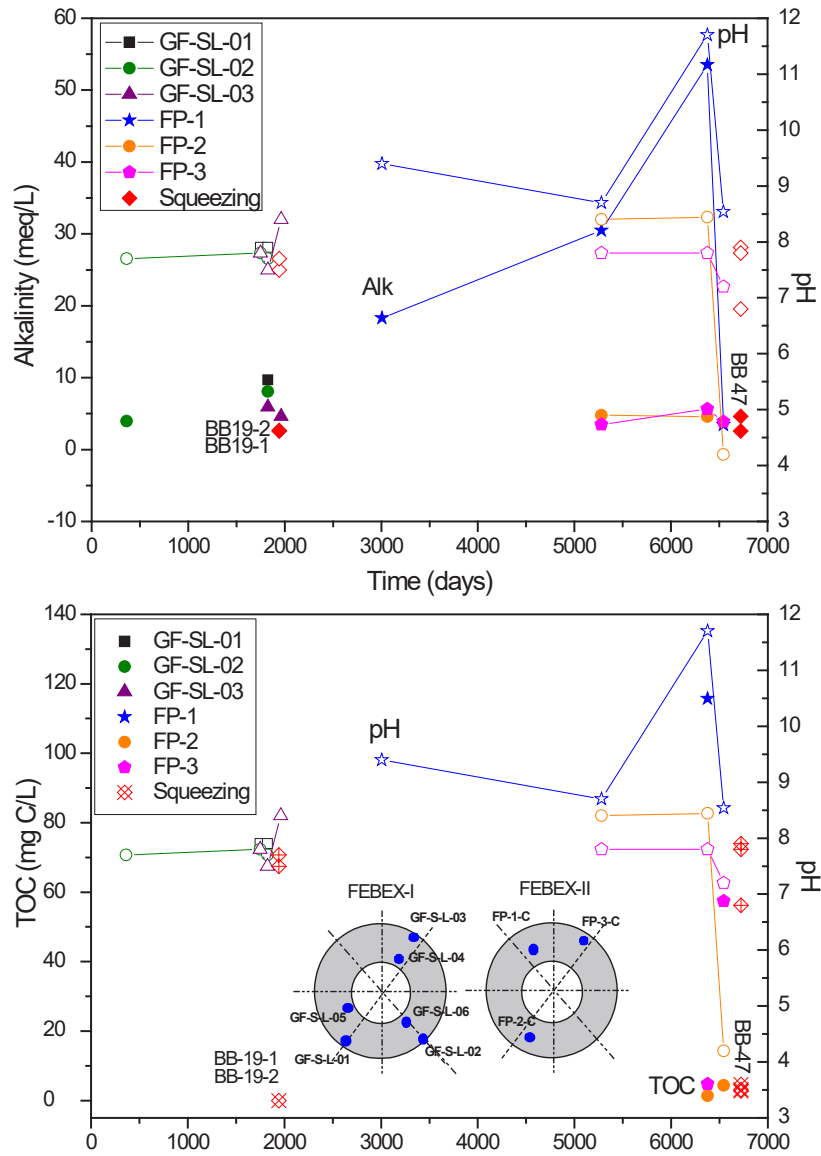 60
50
40
30
20
10
0
-10
Alkalinity (meq/L)
GF-SL-01
GF-SL-02
GF-SL-03
FP-1
FP-2
FP-3
Squeezing
pH
Alk
BB19-2
BB19-1
BB47
12
11
10
9
8
7
6
5
4
3
pH
0
1000
2000
3000
4000
5000
6000
7000
Time (days)
140
120
100
80
60
40
20
0
TOC (mg C/L)
GF-SL-01
GF-SL-02
GF-SL-03
FP-1
FP-2
FP-3
Squeezing
pH
FEBEX-I
GF-S-L-03
GF-S-L-04
GF-S-L-05
GF-S-L-06
GF-S-L-01
GF-S-L-02
FEBEX-II
FP-1-C
FP-3-C
FP-2-C
BB-19-1
BB-19-2
TOC
BB-47
12
11
10
9
8
7
6
5
4
3
pH
0
1000
2000
3000
4000
5000
6000
7000